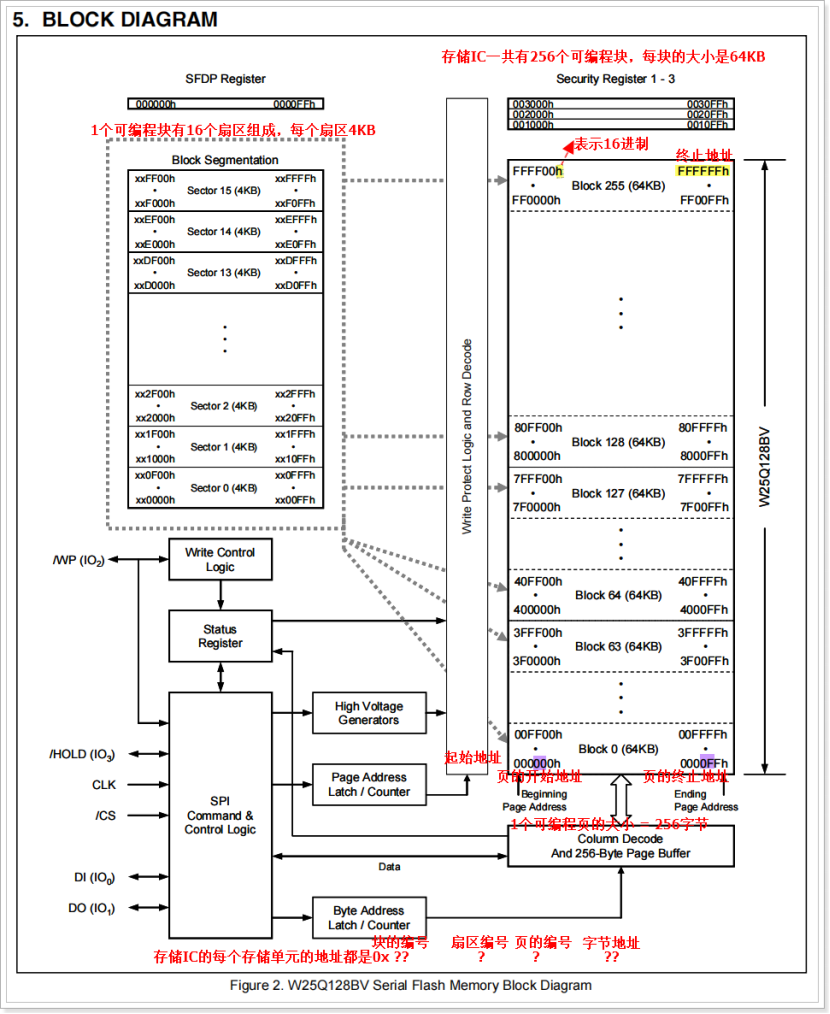 5. BLOCK DIAGRAM
存储IC一共有256个可编程块，每块的大小是64KB
SFDP Register
000000h 0000FFh
Security Register 1 - 3
003000h 0030FFh
002000h 0020FFh
001000h 0010FFh
1个可编程块有16个扇区组成，每个扇区4KB
表示16进制
终止地址
Block Segmentation
xxFF00h xxFFFFh
Sector 15 (4KB)
xxF000h xxF0FFh
xxEF00h xxEFFFh
Sector 14 (4KB)
xxE000h xxE0FFh
xxDF00h xxDFFFh
Sector 13 (4KB)
xxD000h xxD0FFh
xx2F00h xx2FFFh
Sector 2 (4KB)
xx2000h xx20FFh
xx1F00h xx1FFFh
Sector 1 (4KB)
xx1000h xx10FFh
xx0F00h xx0FFFh
Sector 0 (4KB)
xx0000h xx00FFh
Write Protect Logic and Row Decode
FFFF00h FFFFFFh
Block 255 (64KB)
FF0000h FF00FFh
80FF00h 80FFFFh
Block 128 (64KB)
800000h 8000FFh
7FFF00h 7FFFFFh
Block 127 (64KB)
7F0000h 7F00FFh
40FF00h 40FFFFh
Block 64 (64KB)
400000h 4000FFh
3FFF00h 3FFFFFh
Block 63 (64KB)
3F0000h 3F00FFh
00FF00h 00FFFFh
Block 0 (64KB)
000000h 0000FFh
W25Q128BV
起始地址
页的开始地址
页的终止地址
Beginning
Page Address
Ending
Page Address
1个可编程页的大小 = 256字节
Column Decode
And 256-Byte Page Buffer
/WP (IO2)
Write Control
Logic
Status
Register
High Voltage
Generators
/HOLD (IO3)
CLK
/CS
DI (IO0)
DO (IO1)
SPI
Command &
Control Logic
Page Address
Latch / Counter
Data
Byte Address
Latch / Counter
块的编号 扇区编号 页的编号 字节地址
存储IC的每个存储单元的地址都是0x ?? ? ? ??
Figure 2. W25Q128BV Serial Flash Memory Block Diagram